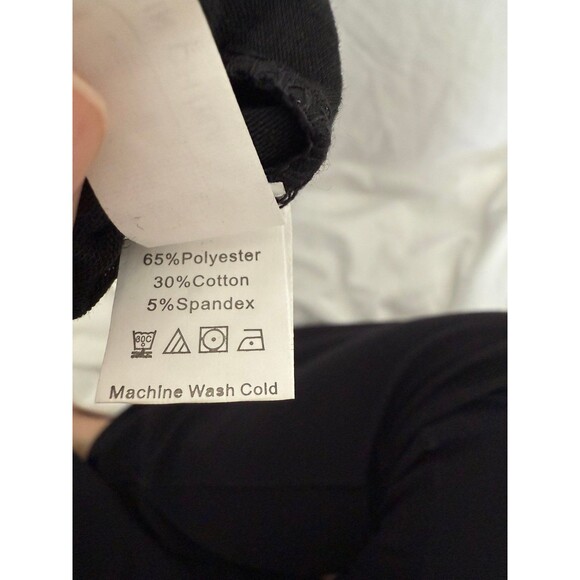 65%Polyester
30%Cotton
5%Spandex
Machine Wash Cold